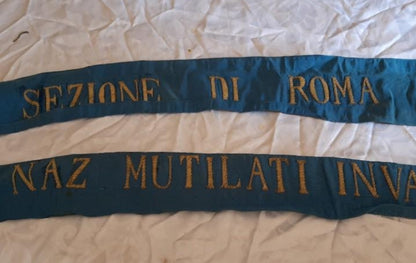 SEZIONE DI ROMA
NAZ MUTILATI INVA